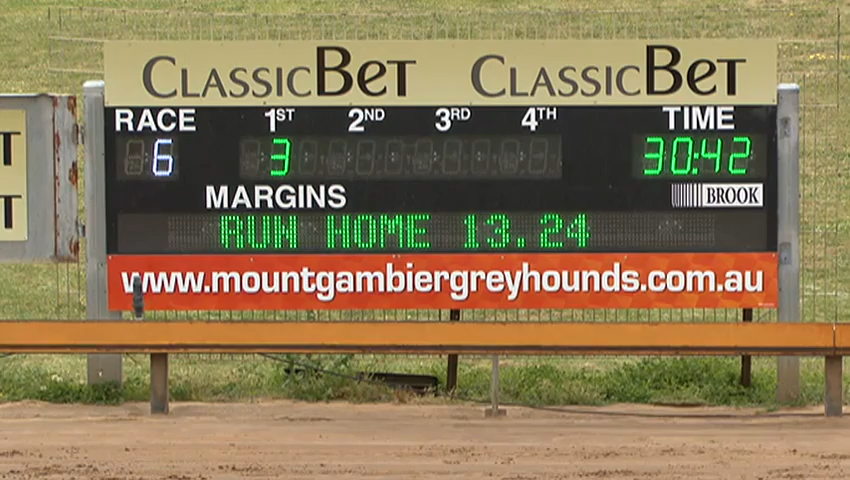 CLASSICBET CLASSICBET
RACE 1ST 2ND 3RD 4TH TIME
6 3 30:42
MARGINS BROOK
RUN HOME 13.24
www.mountgambiergreyhounds.com.au
T
T